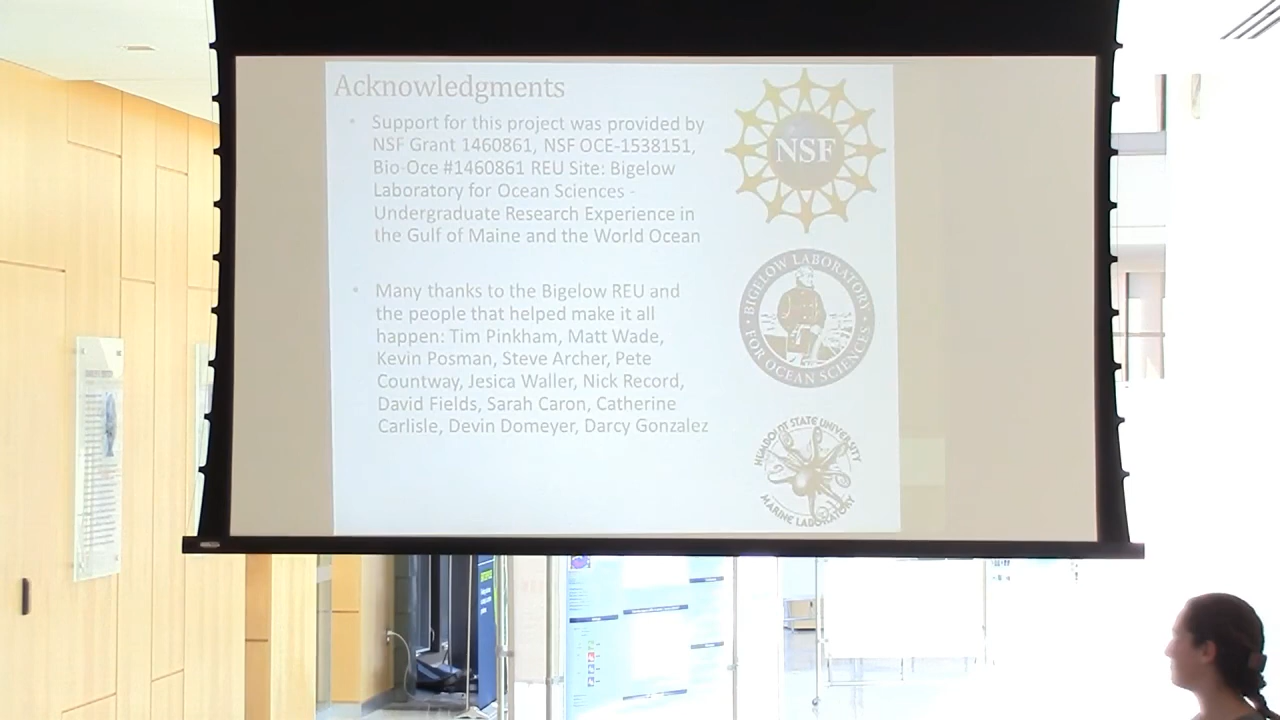 Acknowledgments
• Support for this project was provided by
NSF Grant 1460861, NSF OCE-1538151,
Bio-Oce #1460861 REU Site: Bigelow
Laboratory for Ocean Sciences -
Undergraduate Research Experience in
the Gulf of Maine and the World Ocean
• Many thanks to the Bigelow REU and
the people that helped make it all
happen: Tim Pinkham, Matt Wade,
Kevin Posman, Steve Archer, Pete
Countway, Jesica Waller, Nick Record,
David Fields, Sarah Caron, Catherine
Carlisle, Devin Domeyer, Darcy Gonzalez
NSF
BIGELOW LABORATORY
FOR OCEAN SCIENCES
HUMBOLDT STATE UNIVERSITY
MARINE LABORATORY